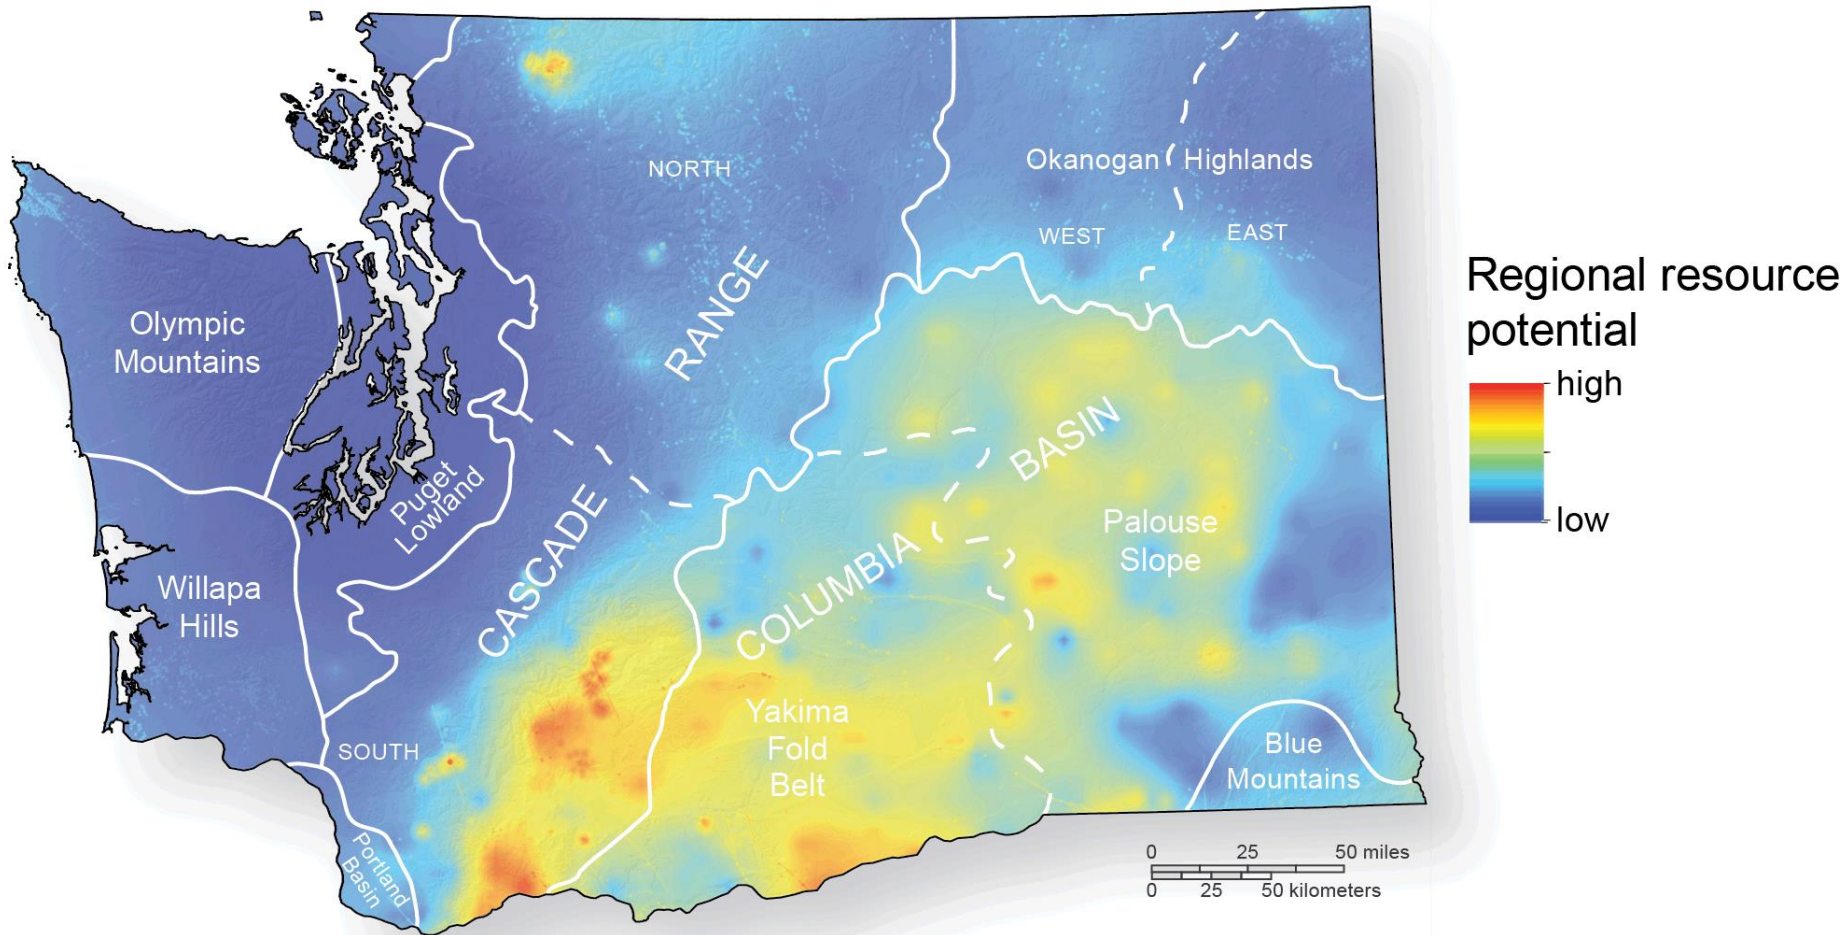 NORTH
Okanogan Highlands
WEST
EAST
Olympic
Mountains
RANGE
Regional resource
potential
high
low
Puget
Lowland
BASIN
CASCADE
COLUMBIA
Palouse
Slope
Willapa
Hills
SOUTH
Yakima
Fold
Belt
Blue
Mountains
Portland
Basin
0 25 50 miles
0 25 50 kilometers